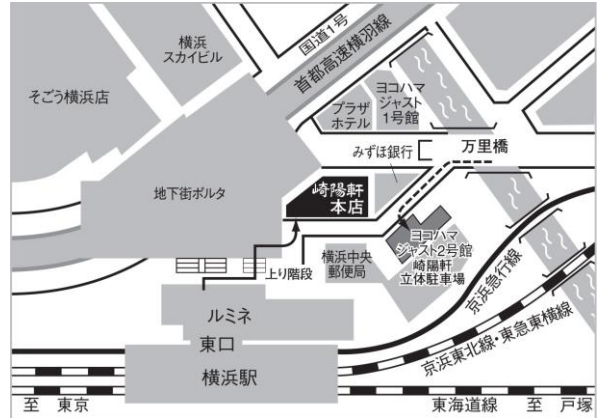 横浜
スカイビル
国道1号
首都高速横羽線
そごう横浜店
プラザ
ホテル
ヨコハマ
ジャスト
1号館
みずほ銀行
万里橋
地下街ポルタ
崎陽軒
本店
上り階段
横浜中央
郵便局
ヨコハマ
ジャスト2号館
崎陽軒
立体駐車場
京浜急行線
京浜東北線・東急東横線
ルミネ
東口
横浜駅
至 東京
東海道線
至 戸塚